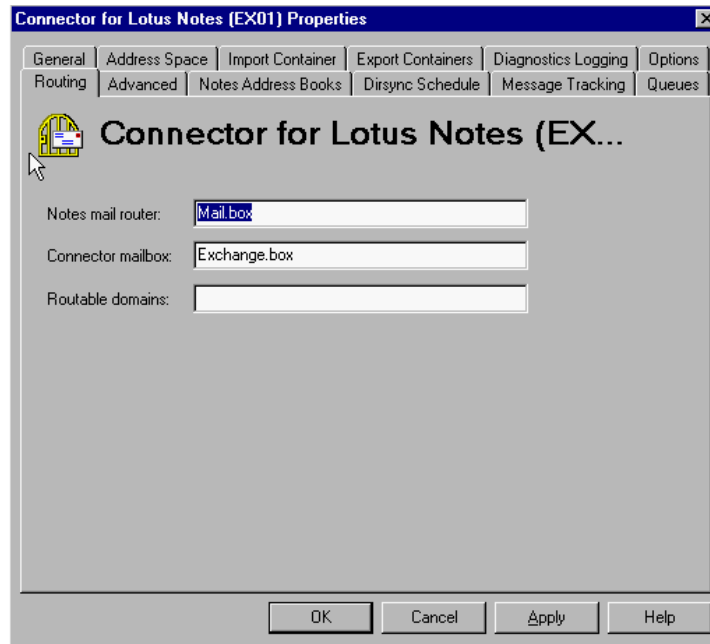 Connector for Lotus Notes (EX01) Properties
General Address Space Import Container Export Containers Diagnostics Logging Options
Routing Advanced Notes Address Books Dirsync Schedule Message Tracking Queues
Connector for Lotus Notes (EX...
Notes mail router: Mail.box
Connector mailbox: Exchange.box
Routable domains:
OK Cancel Apply Help